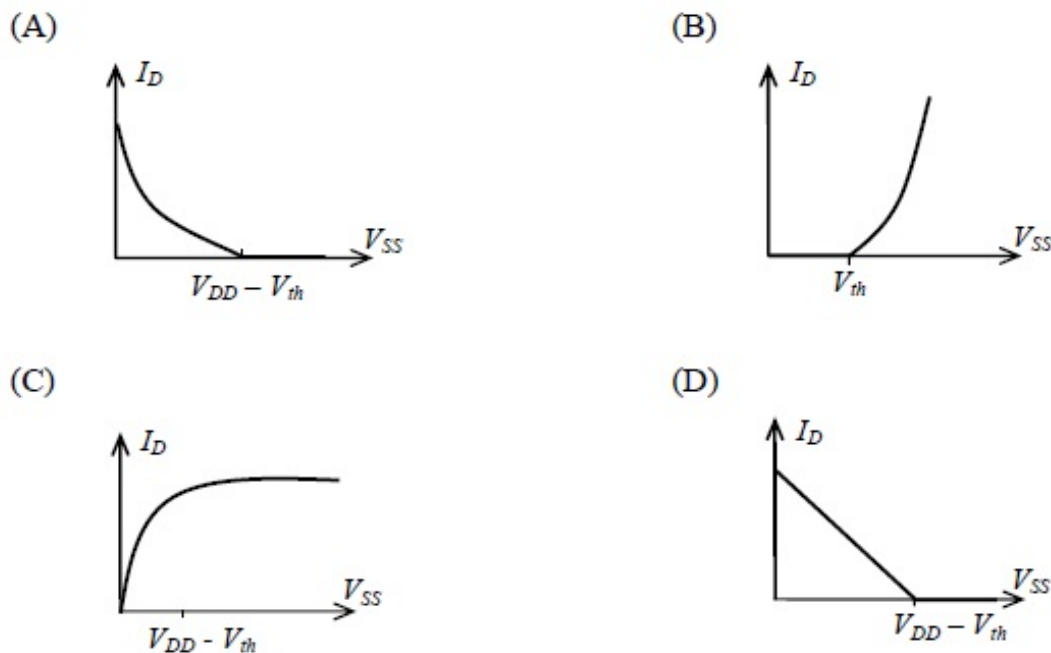 (A)
I_D
V_SS
V_DD – V_th
(B)
I_D
V_SS
V_th
(C)
I_D
V_SS
V_DD - V_th
(D)
I_D
V_SS
V_DD – V_th